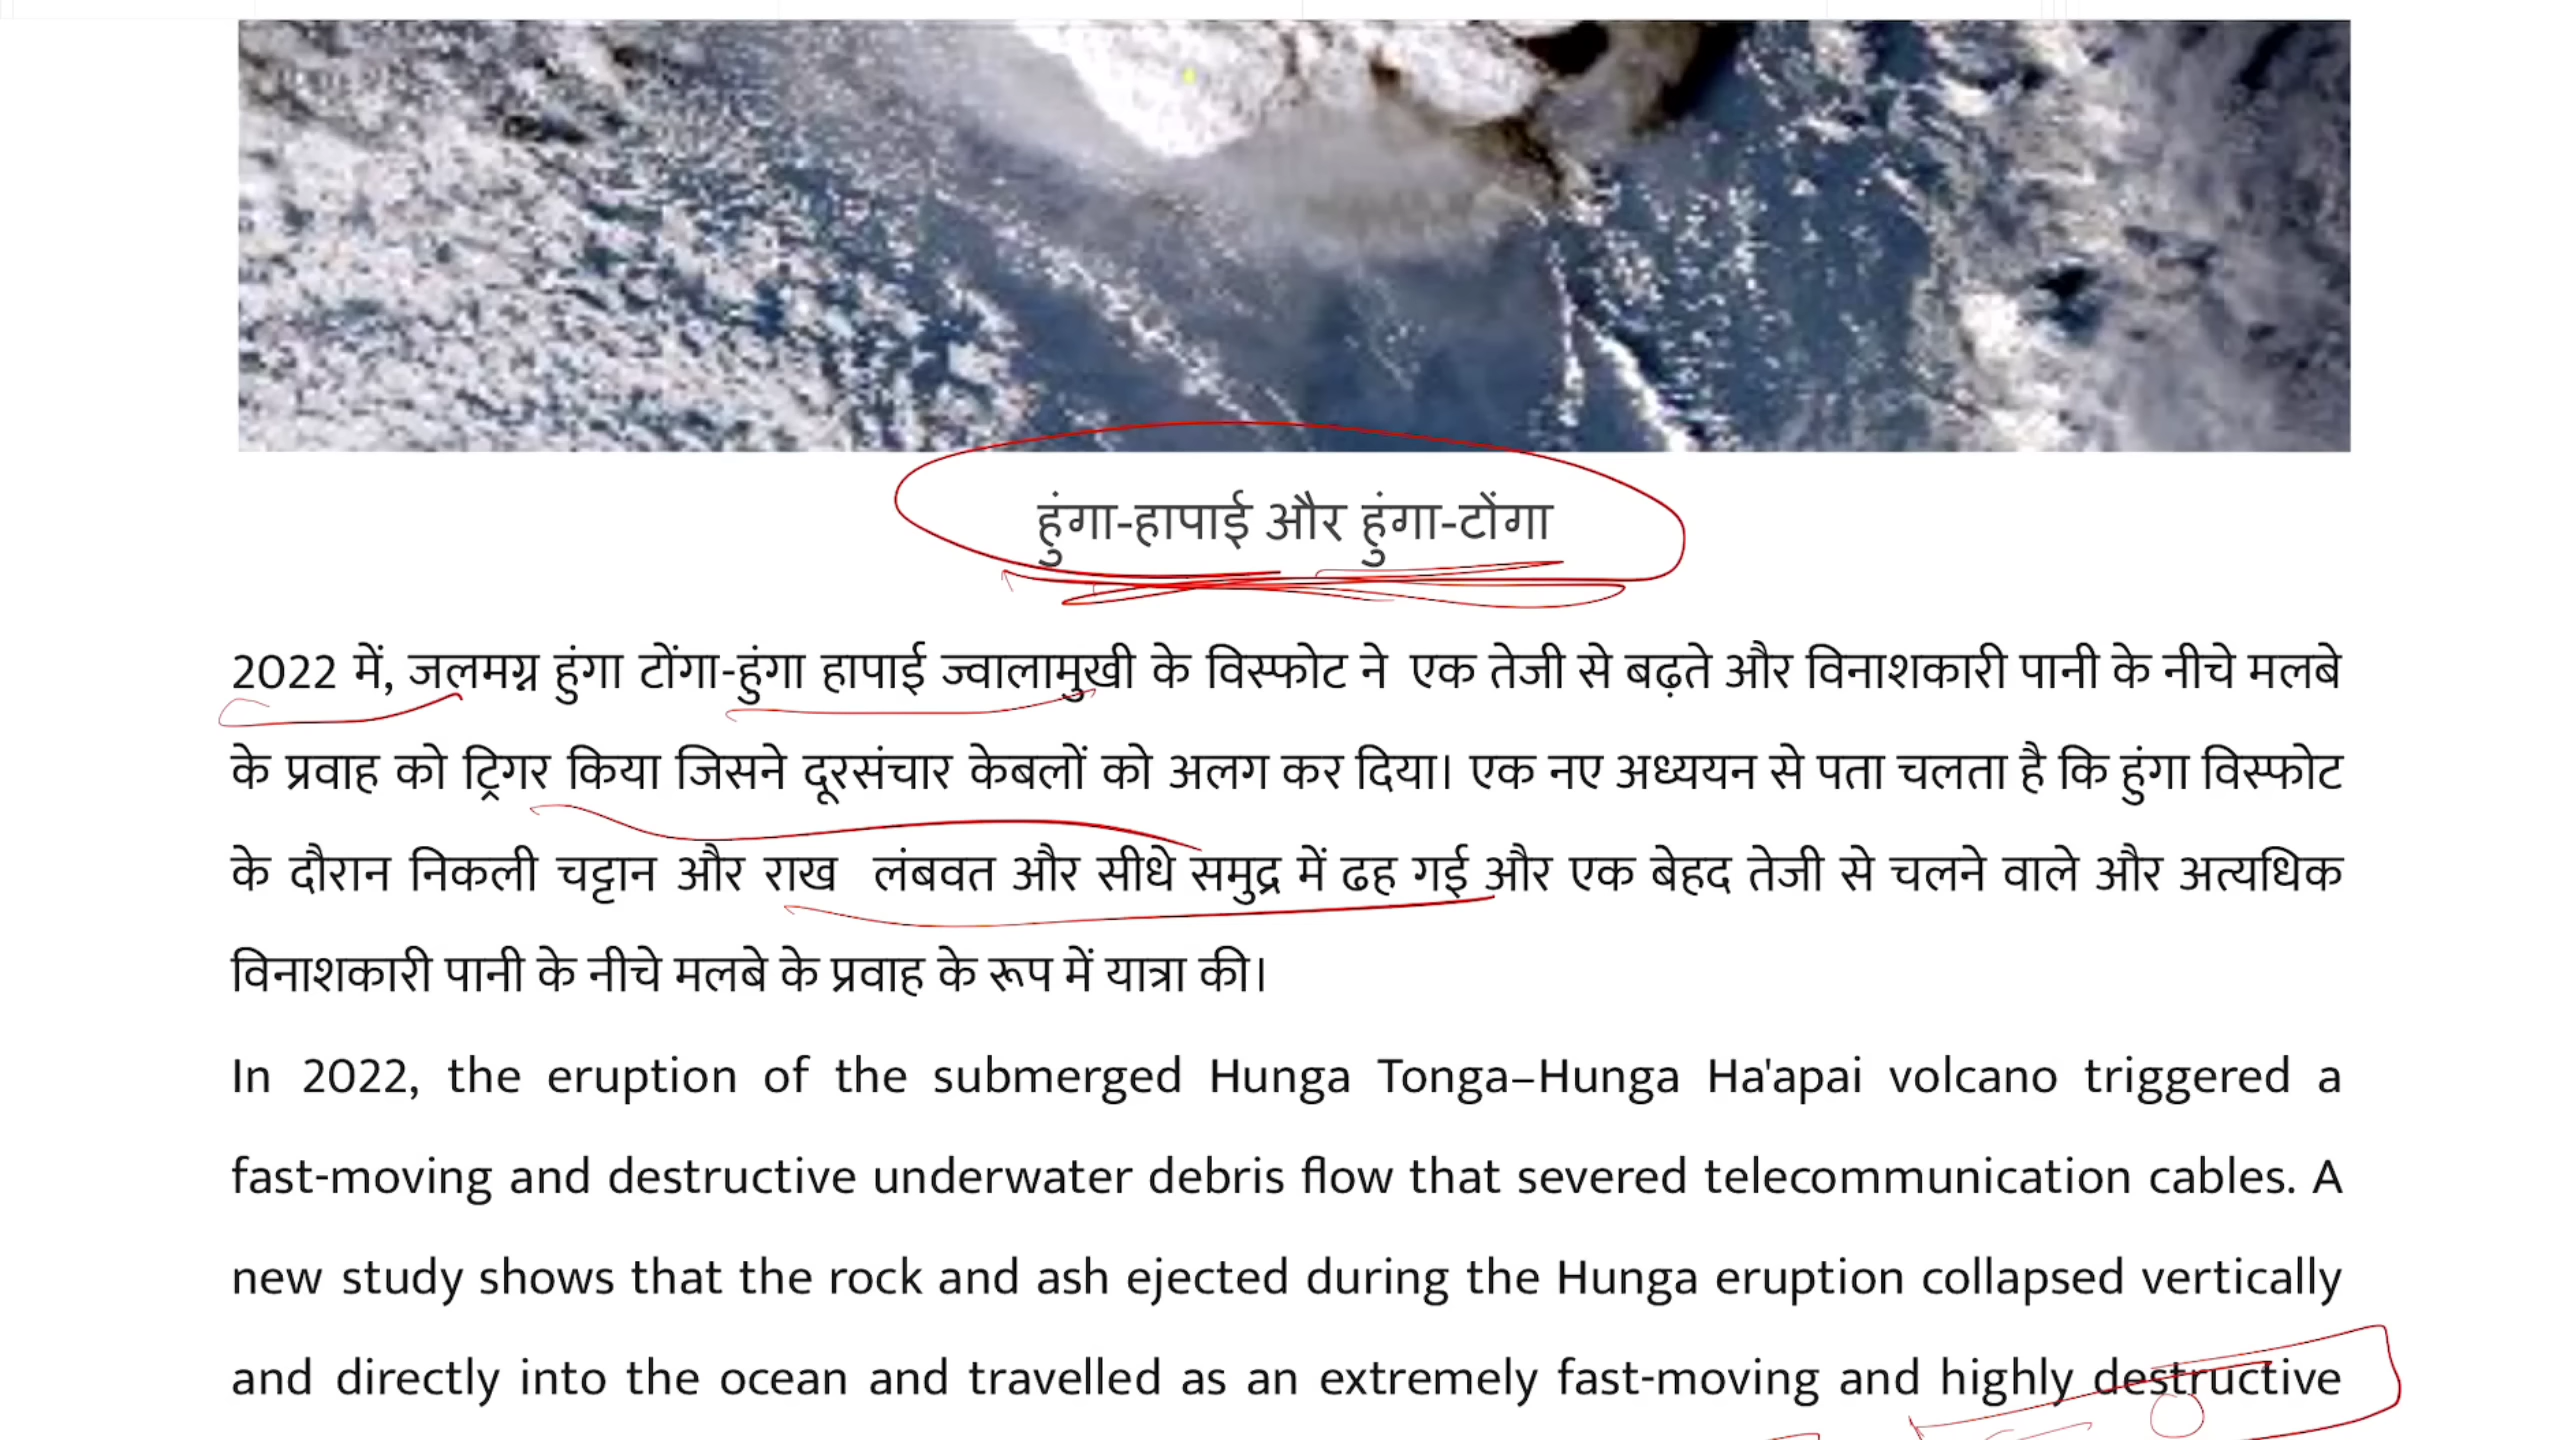 हुंगा-हापाई और हुंगा-टोंगा
2022 में, जलमग्न हुंगा टोंगा-हुंगा हापाई ज्वालामुखी के विस्फोट ने एक तेजी से बढ़ते और विनाशकारी पानी के नीचे मलबे
के प्रवाह को ट्रिगर किया जिसने दूरसंचार केबलों को अलग कर दिया। एक नए अध्ययन से पता चलता है कि हुंगा विस्फोट
के दौरान निकली चट्टान और राख लंबवत और सीधे समुद्र में ढह गई और एक बेहद तेजी से चलने वाले और अत्यधिक
विनाशकारी पानी के नीचे मलबे के प्रवाह के रूप में यात्रा की।
In 2022, the eruption of the submerged Hunga Tonga–Hunga Ha'apai volcano triggered a
fast-moving and destructive underwater debris flow that severed telecommunication cables. A
new study shows that the rock and ash ejected during the Hunga eruption collapsed vertically
and directly into the ocean and travelled as an extremely fast-moving and highly destructive